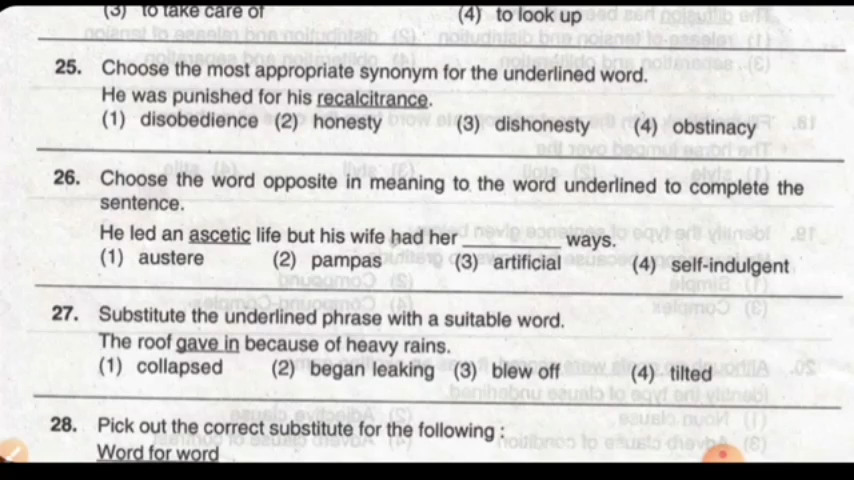 (3) to take care of (4) to look up
25. Choose the most appropriate synonym for the underlined word.
He was punished for his recalcitrance.
(1) disobedience (2) honesty (3) dishonesty (4) obstinacy
26. Choose the word opposite in meaning to the word underlined to complete the
sentence.
He led an ascetic life but his wife had her ________ ways.
(1) austere (2) pampas (3) artificial (4) self-indulgent
27. Substitute the underlined phrase with a suitable word.
The roof gave in because of heavy rains.
(1) collapsed (2) began leaking (3) blew off (4) tilted
28. Pick out the correct substitute for the following :
Word for word